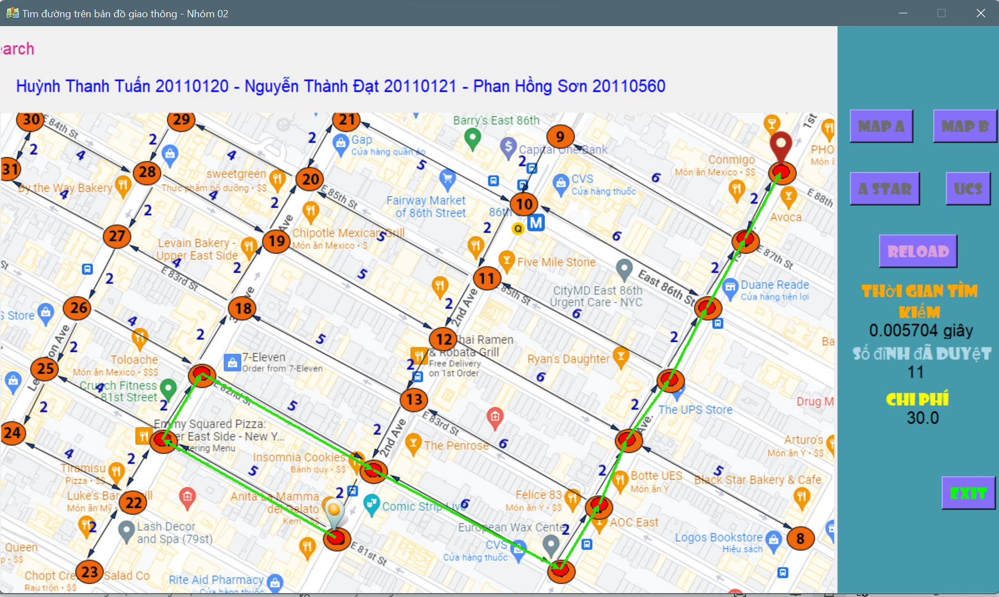 Tìm đường trên bản đồ giao thông - Nhóm 02
earch
Huỳnh Thanh Tuấn 20110120 - Nguyễn Thành Đạt 20110121 - Phan Hồng Sơn 20110560
30
E 84th St
29
21
Barry's East 86th
9
1st
2
2
2
Gap
Cửa hàng quần áo
Capital One Bank
PHO
Món
4
4
5
2
6
Conmigo
Món ăn Mexico • $$
31
28
20
CVS
Cửa hàng thuốc
By the Way Bakery
sweetgreen
Thực phẩm bổ dưỡng • $$
E 85th St
Fairway Market
of 86th Street
10
2
E 88th
4
4
2
2
86th
M
Q
Avoca
27
19
Ave
Chipotle Mexican Grill
Món ăn Mexico • $
5
2
6
Levain Bakery -
Upper East Side
E 87th St
St
4
2
5
Five Mile Stone
2
E 83rd St
2
11
85th St
CityMD East 86th
Urgent Care - NYC
East 86th St
Duane Reade
Cửa hàng tiện lợi
26
18
2
2nd Ave
6
S Store
4
2
5
12
Thai Ramen
& Robata Grill
Free Delivery
on 1st Order
2
Ba
2
Toloache
Món ăn Mexico • $$$
7-Eleven
Order from 7-Eleven
2
Ryan's Daughter
25
6
Crunch Fitness
- 81st Street
4
2
E 82nd St
5
13
E 83rd St
2
The UPS Store
Drug M
2
24
Emmy Squared Pizza:
er East Side - New Y...
tering Menu
2
2nd Ave
The Penrose
6
Ave.
Arturo's
Món ăn Ý • $$
4
2
Insomnia Cookies
Bánh quy • $$
5
2
5
Tiramisu
Pizza • $$
Botte UES
Món ăn Ý
Black Star Bakery & Cafe
Luke's Bar
ill
Món ăn Mỹ
22
Anita La Mamma
del Gelato
Kem
2
Comic Strip Live
6
Felice 83
Món ăn Ý • $$
2
Lash Decor
and Spa (79st)
European Wax Center
2
AOC East
Queen
E 81st St
CVS
Cửa hàng thuốc
Logos Bookstore
Hiệu sách
8
23
Chopt Cre
Salad Co
Rau trộn • $$
Rite Aid Pharmacy
Cửa hàng thuốc
MAP A
MAP B
A STAR
UCS
RELOAD
THờI GIAN TÌM
KIẾM
0.005704 giây
Số đỉNH đÃ DUYệT
11
CHI PHÍ
30.0
EXIT